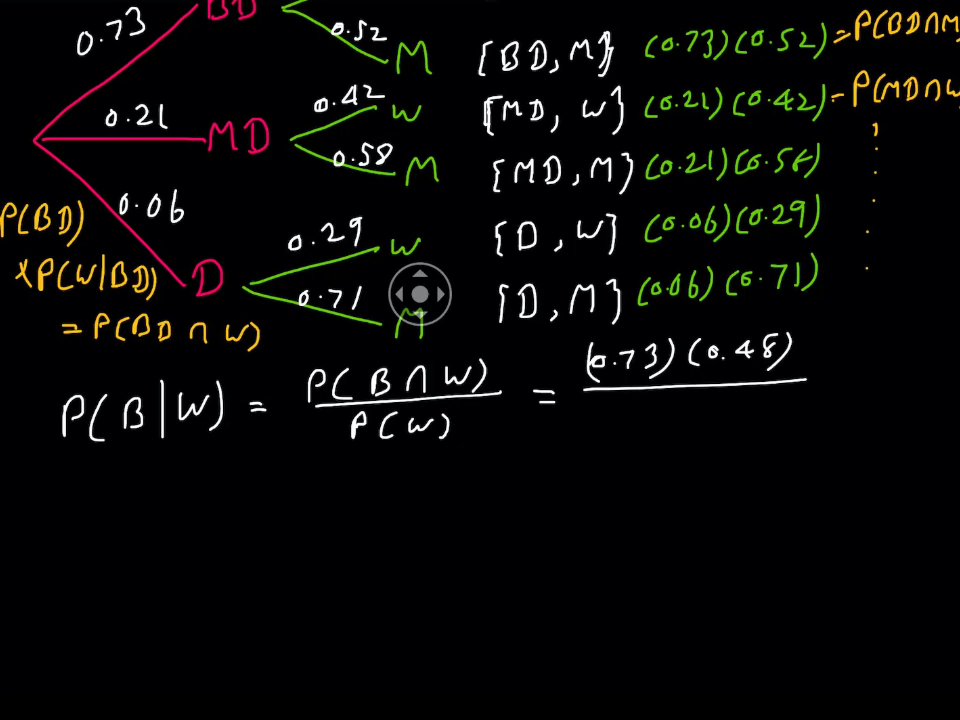 0.73 BD 0.52 M {BD, M} (0.73)(0.52) = P(BD∩M
0.21 MD 0.42 W {MD, W} (0.21)(0.42) - P(MD∩W
0.58 M {MD, M} (0.21)(0.58)
P(BD) 0.06 0.29 W {D, W} (0.06)(0.29)
×P(W|BD) D 0.71 M {D, M} (0.06)(0.71)
= P(BD ∩ W)
(0.73)(0.48)
P(B|W) = P(B∩W) =
P(W)